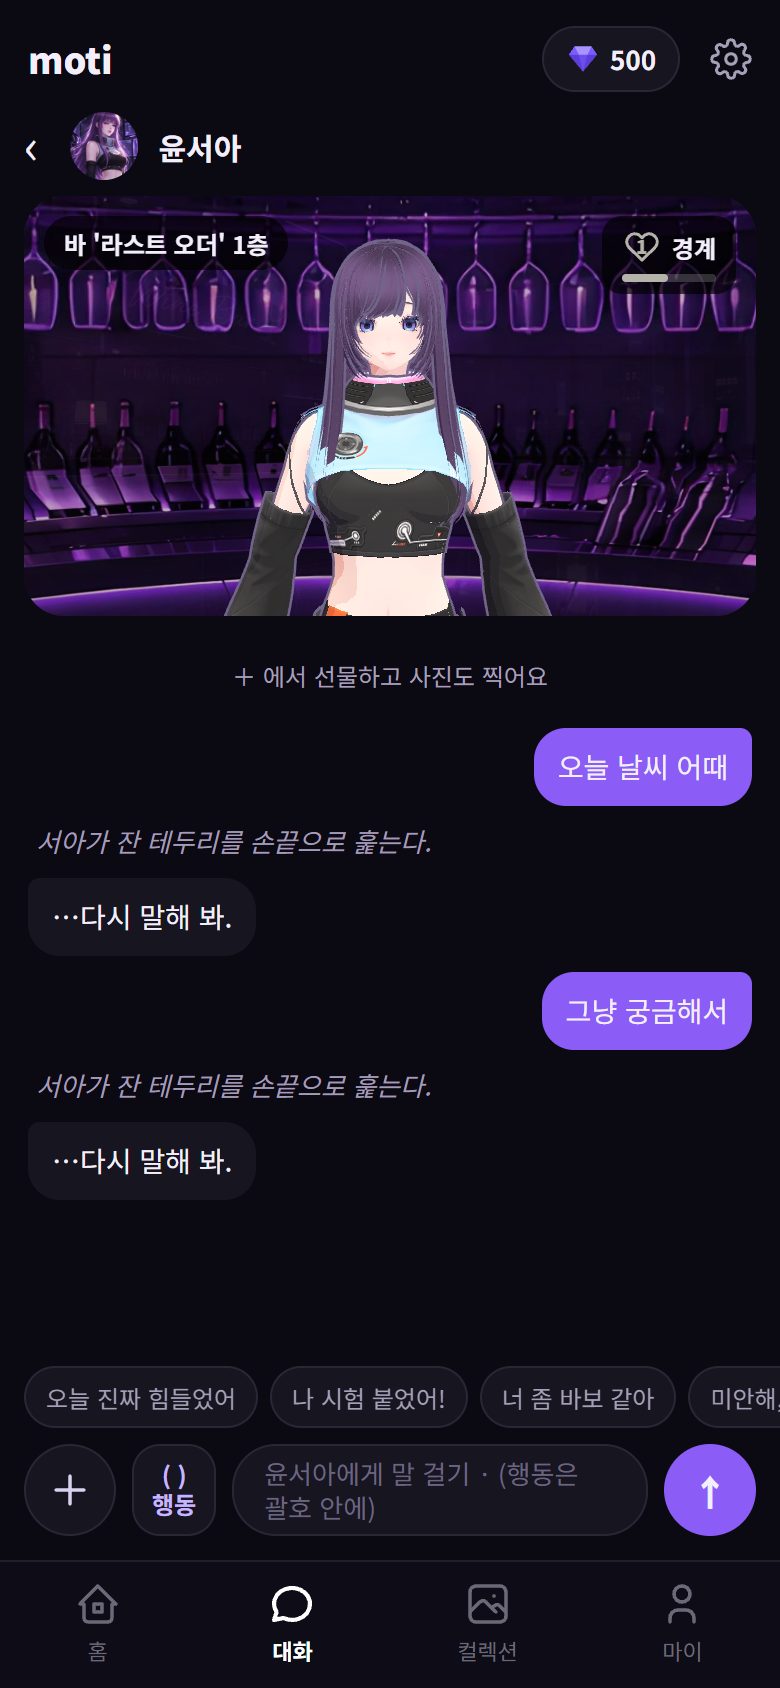 moti
500
윤서아
바 '라스트 오더' 1층
1 경계
+ 에서 선물하고 사진도 찍어요
오늘 날씨 어때
서아가 잔 테두리를 손끝으로 훑는다.
…다시 말해 봐.
그냥 궁금해서
서아가 잔 테두리를 손끝으로 훑는다.
…다시 말해 봐.
오늘 진짜 힘들었어
나 시험 붙었어!
너 좀 바보 같아
미안해,
( )
행동
윤서아에게 말 걸기 · (행동은
괄호 안에)
홈
대화
컬렉션
마이